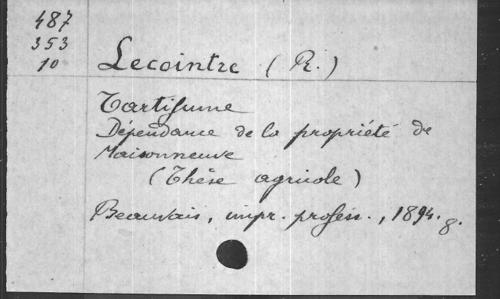 487
353
10
Lecointre (R.)
Tartifume
Dépendance de la propriété de
Maisonneuve
(Thèse agricole)
Beauvais, impr. profess., 1894. 8.